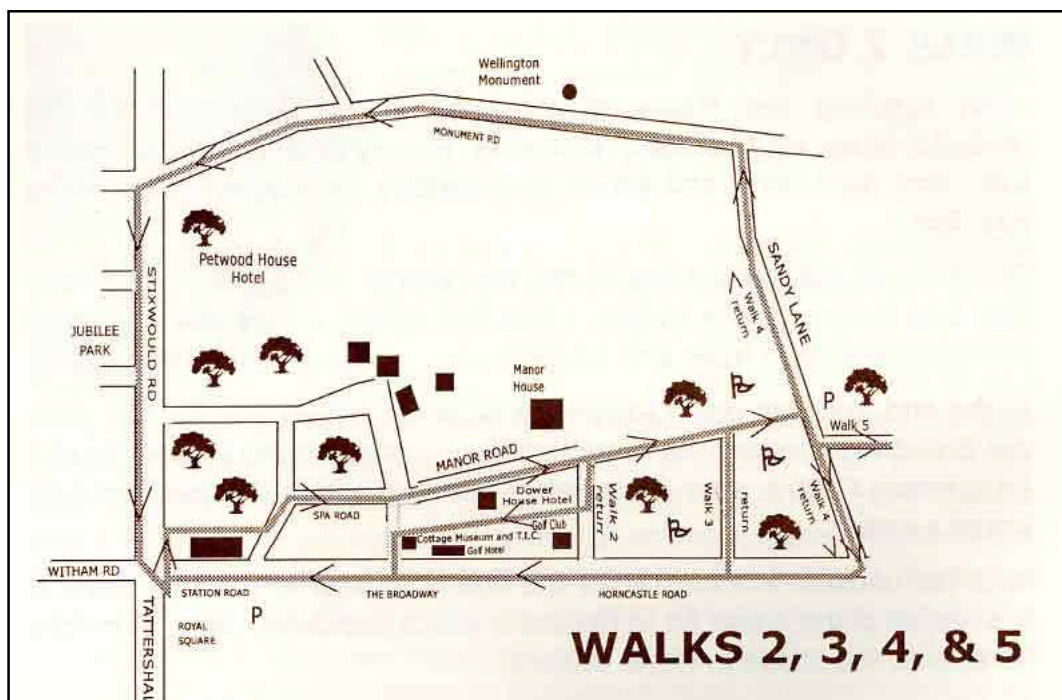 Wellington
Monument
MONUMENT RD
Petwood House
Hotel
STIXWOULD RD
JUBILEE
PARK
SANDY LANE
Walk 4
return
Manor
House
P
Walk 5
MANOR ROAD
Dower
House Hotel
SPA ROAD
Golf Club
Cottage Museum and T.I.C.
Golf Hotel
Walk 2
return
Walk 3
return
Walk 4
return
WITHAM RD
STATION ROAD
THE BROADWAY
HORNCASTLE ROAD
P
ROYAL
SQUARE
TATTERSHAL
WALKS 2, 3, 4, & 5